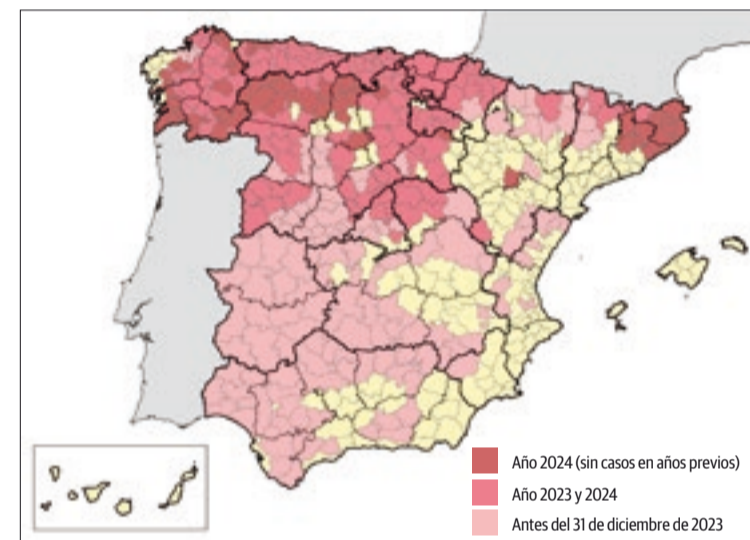 Año 2024 (sin casos en años previos)
Año 2023 y 2024
Antes del 31 de diciembre de 2023